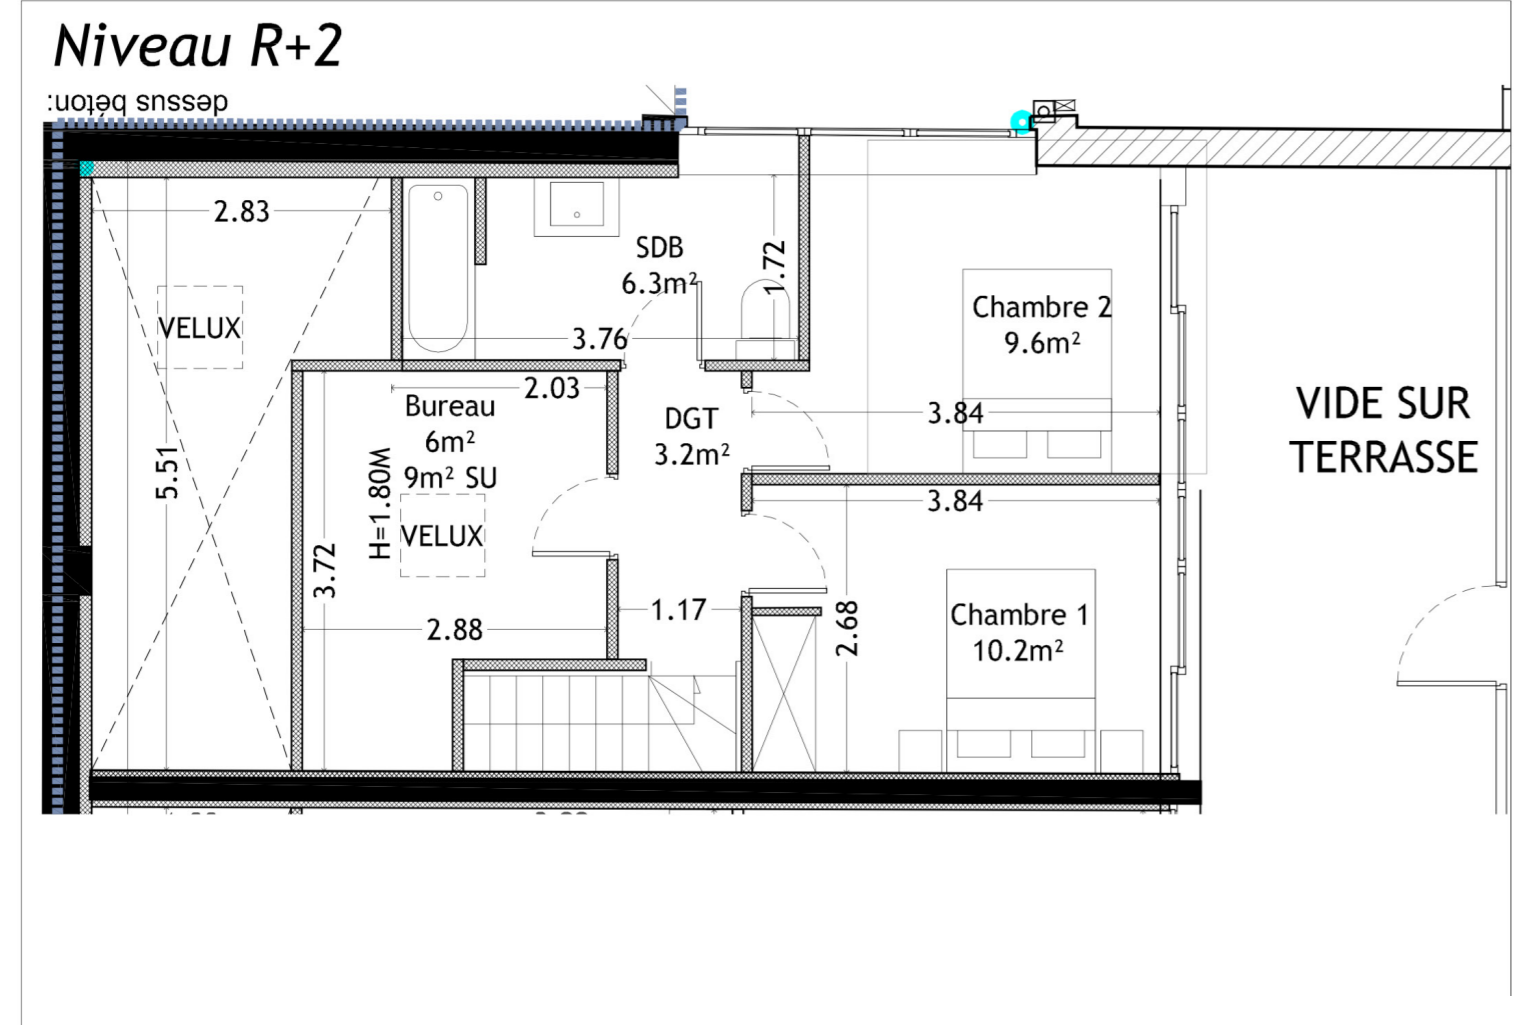 Niveau R+2
dessus béton:
2.83
SDB
6.3m²
1.72
VELUX
3.76
Chambre 2
9.6m²
2.03
Bureau
6m²
9m² SU
DGT
3.2m²
3.84
VIDE SUR
TERRASSE
5.51
H=1.80M
VELUX
3.84
3.72
1.17
2.88
2.68
Chambre 1
10.2m²